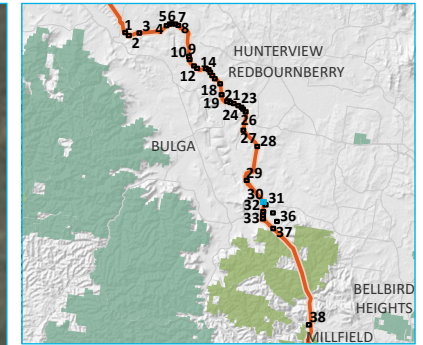 5 6 7
1 3 4 8
2
9
10
HUNTERVIEW
14
12
REDBOURNBERRY
18
21 23
19
24
26
BULGA
27 28
29
30
31
32
36
33
37
BELLBIRD
HEIGHTS
38
MILLFIELD